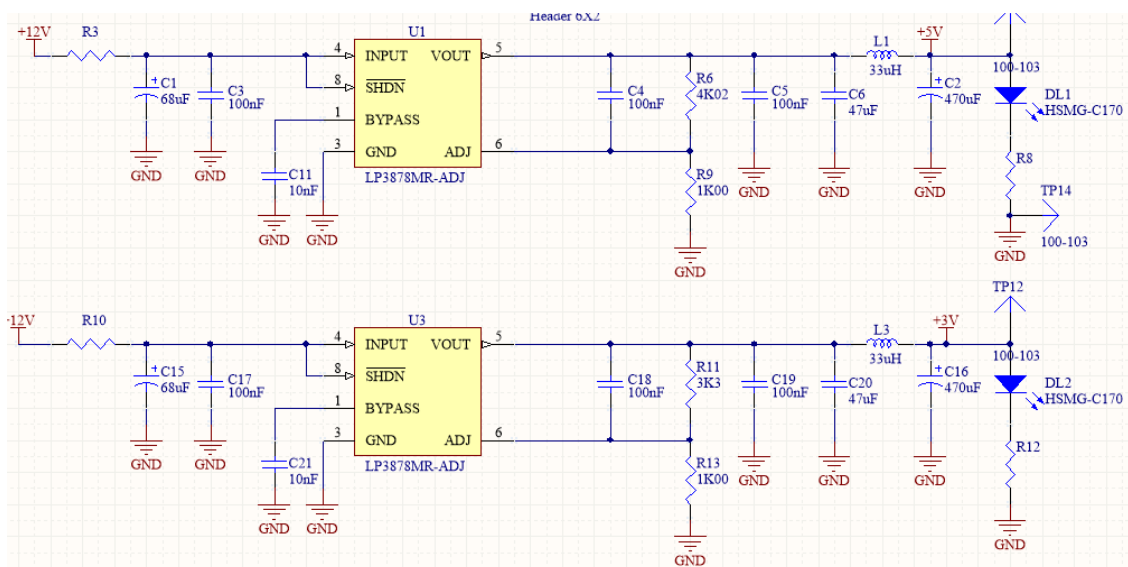 Header 6X2
+12V
R3
C1
68uF
C3
100nF
U1
4
INPUT
VOUT
5
8
SHDN
1
BYPASS
3
GND
ADJ
6
LP3878MR-ADJ
C11
10nF
GND
GND
GND
GND
C4
100nF
R6
4K02
R9
1K00
GND
C5
100nF
GND
C6
47uF
GND
L1
33uH
+5V
C2
470uF
GND
100-103
DL1
HSMG-C170
R8
TP14
100-103
GND
+12V
R10
C15
68uF
C17
100nF
U3
4
INPUT
VOUT
5
8
SHDN
1
BYPASS
3
GND
ADJ
6
LP3878MR-ADJ
C21
10nF
GND
GND
GND
GND
C18
100nF
R11
3K3
R13
1K00
GND
C19
100nF
GND
C20
47uF
GND
L3
33uH
+3V
C16
470uF
GND
TP12
100-103
DL2
HSMG-C170
R12
GND